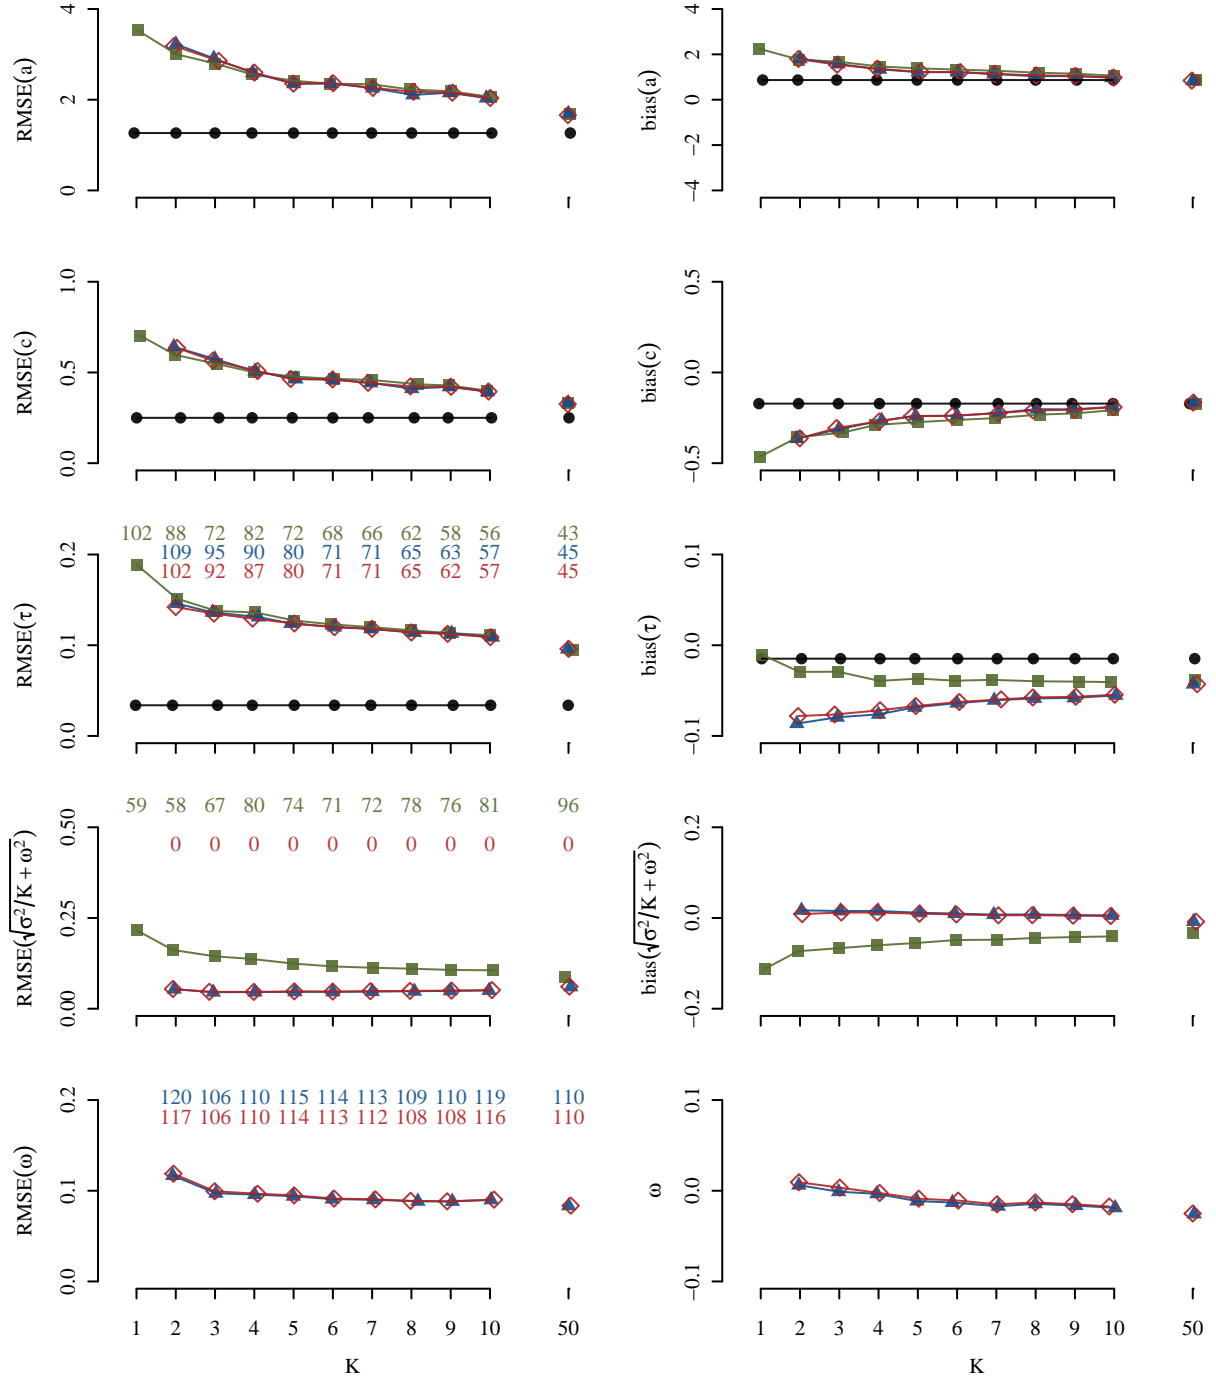 RMSE(a)
0 2 4
bias(a)
−4 −2 0 2 4
RMSE(c)
0.0 0.5 1.0
bias(c)
−0.5 0.0 0.5
RMSE(τ)
0.0 0.1 0.2
102 88 72 82 72 68 66 62 58 56 43
109 95 90 80 71 71 65 63 57 45
102 92 87 80 71 71 65 62 57 45
bias(τ)
−0.1 0.0 0.1
RMSE(√σ²/K + ω²)
0.00 0.25 0.50
59 58 67 80 74 71 72 78 76 81 96
0 0 0 0 0 0 0 0 0 0
bias(√σ²/K + ω²)
−0.2 0.0 0.2
RMSE(ω)
0.0 0.1 0.2
120 106 110 115 114 113 109 110 119 110
117 106 110 114 113 112 108 108 116 110
1 2 3 4 5 6 7 8 9 10 50
K
ω
−0.1 0.0 0.1
1 2 3 4 5 6 7 8 9 10 50
K